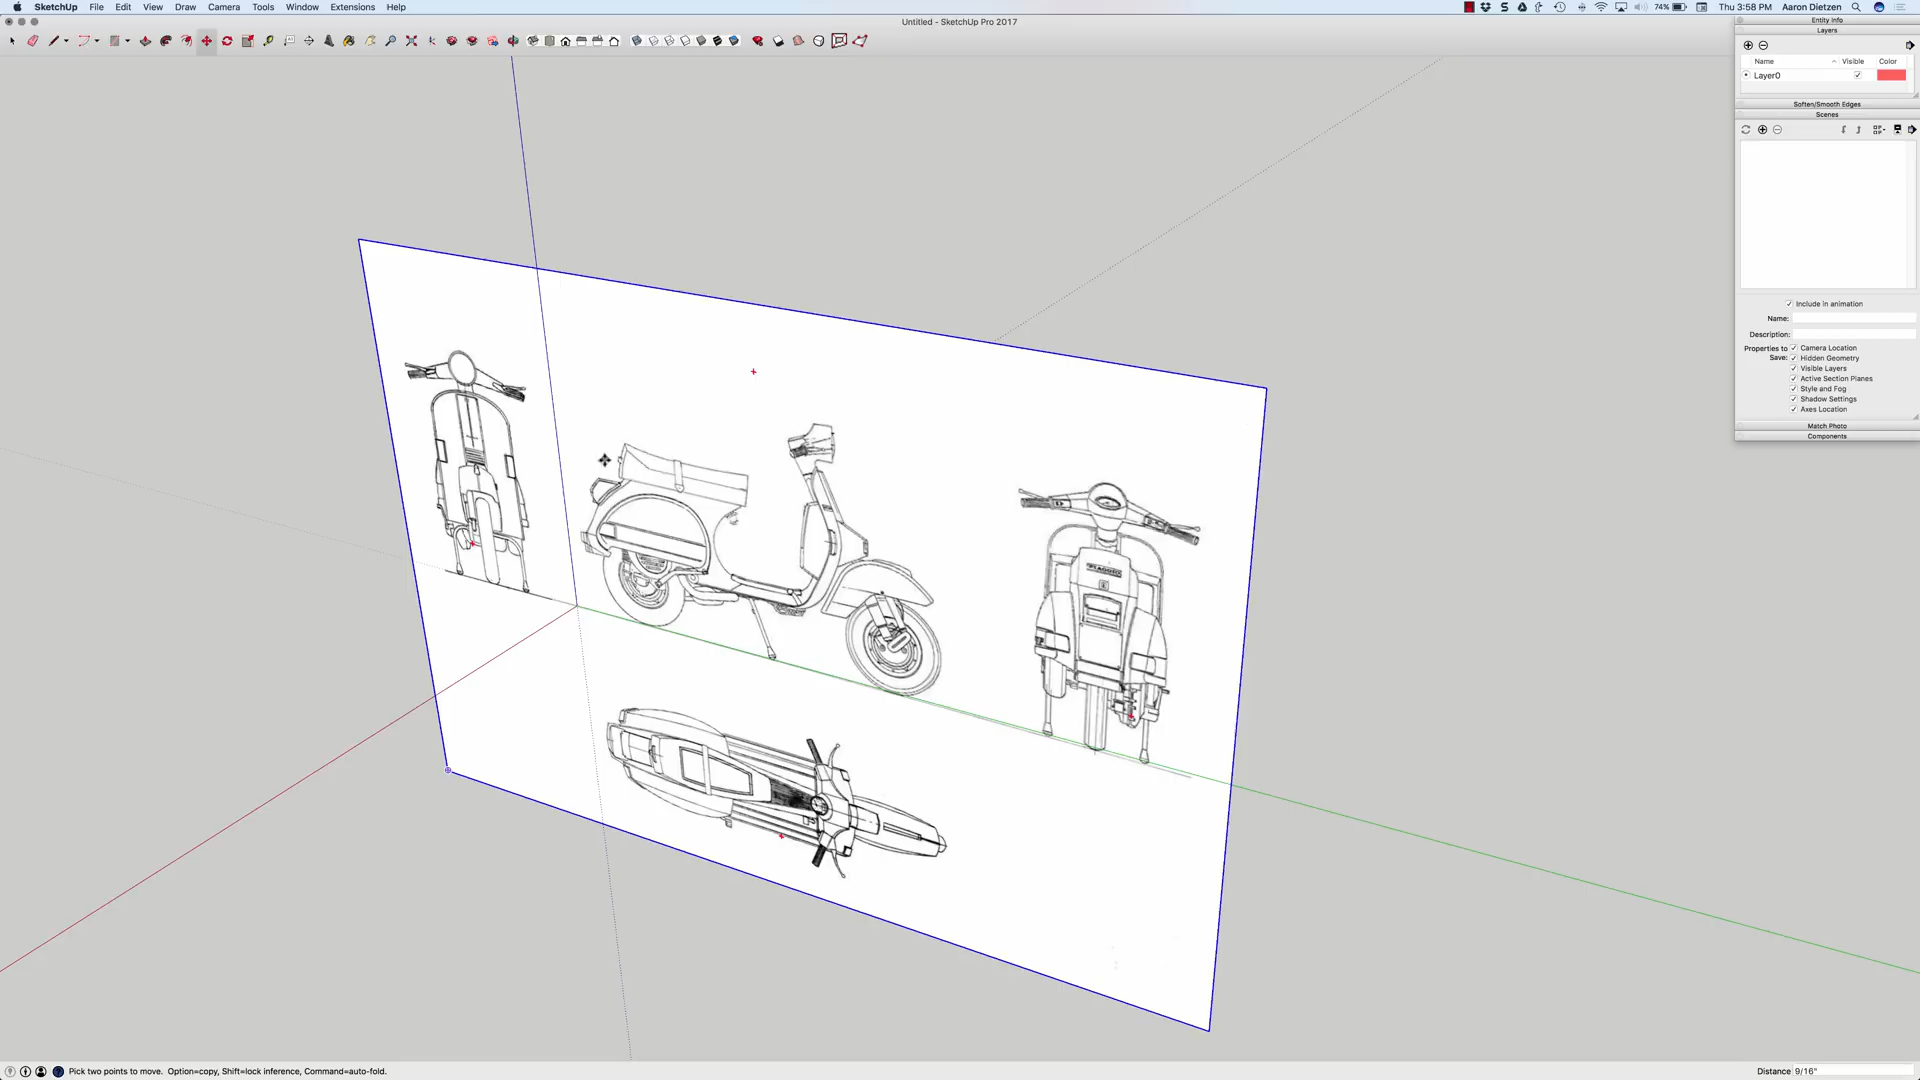 SketchUp File Edit View Draw Camera Tools Window Extensions Help
74% Thu 3:58 PM Aaron Dietzen
Untitled - SketchUp Pro 2017
Entity Info
Layers
Name Visible Color
Layer0
Soften/Smooth Edges
Scenes
Include in animation
Name:
Description:
Properties to Save:
Camera Location
Hidden Geometry
Visible Layers
Active Section Planes
Style and Fog
Shadow Settings
Axes Location
Match Photo
Components
PIAGGIO
Pick two points to move. Option=copy, Shift=lock inference, Command=auto-fold.
Distance 9/16"